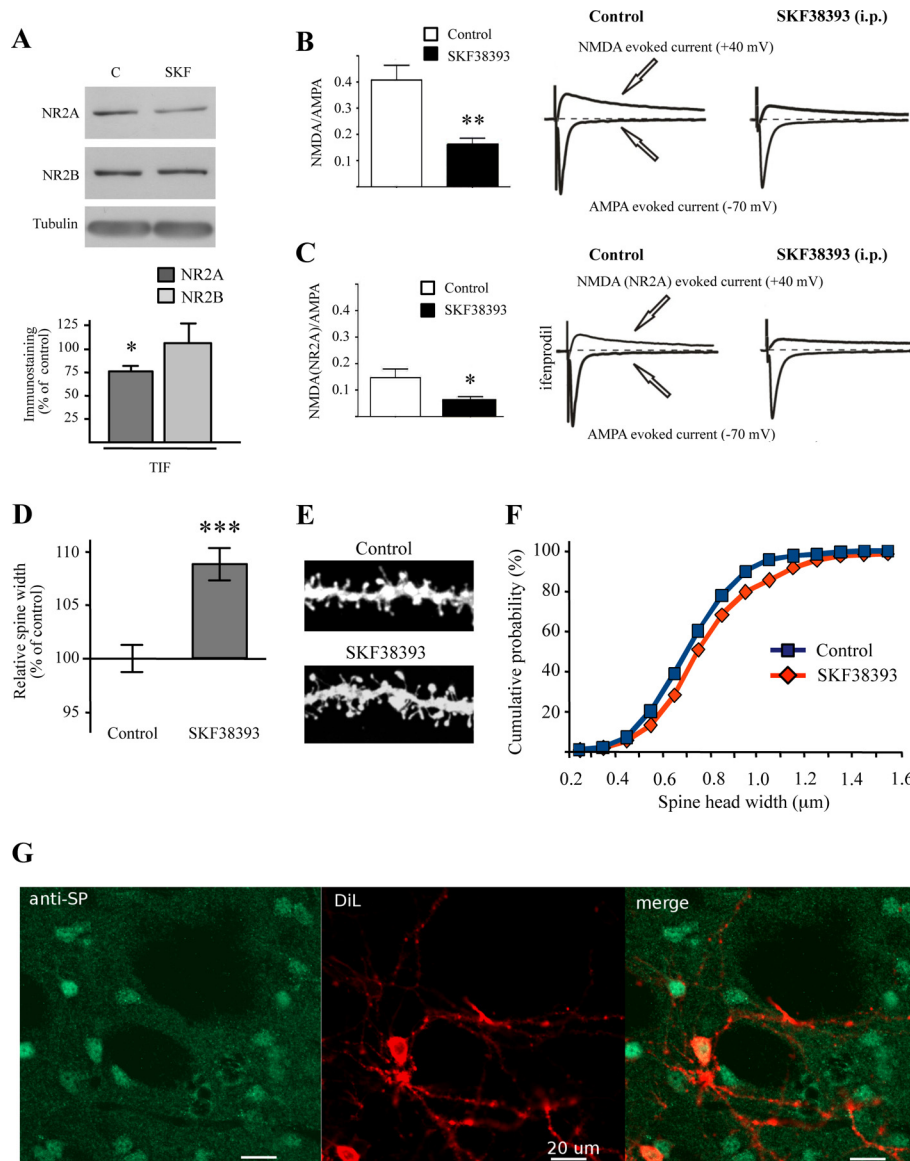 A
C SKF
NR2A
NR2B
Tubulin
NR2A
NR2B
Immunostaining
(% of control)
125
100
75
50
25
*
TIF
B
Control
SKF38393
NMDA/AMPA
0.4
0.3
0.2
0.1
**
Control
SKF38393 (i.p.)
NMDA evoked current (+40 mV)
AMPA evoked current (-70 mV)
C
Control
SKF38393
NMDA(NR2A)/AMPA
0.4
0.3
0.2
0.1
*
Control
SKF38393 (i.p.)
NMDA (NR2A) evoked current (+40 mV)
ifenprodil
AMPA evoked current (-70 mV)
D
Relative spine width
(% of control)
110
105
100
95
***
Control
SKF38393
E
Control
SKF38393
F
Cumulative probability (%)
100
80
60
40
20
Control
SKF38393
0.2 0.4 0.6 0.8 1.0 1.2 1.4 1.6
Spine head width (μm)
G
anti-SP
DiL
merge
20 um